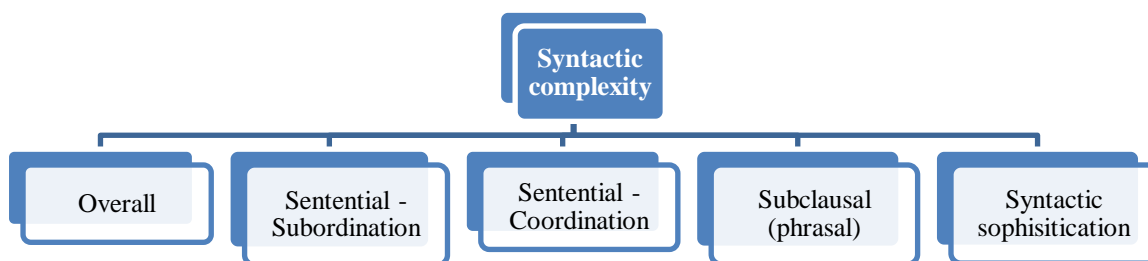 Syntactic
complexity
Overall
Sentential -
Subordination
Sentential -
Coordination
Subclausal
(phrasal)
Syntactic
sophisitication